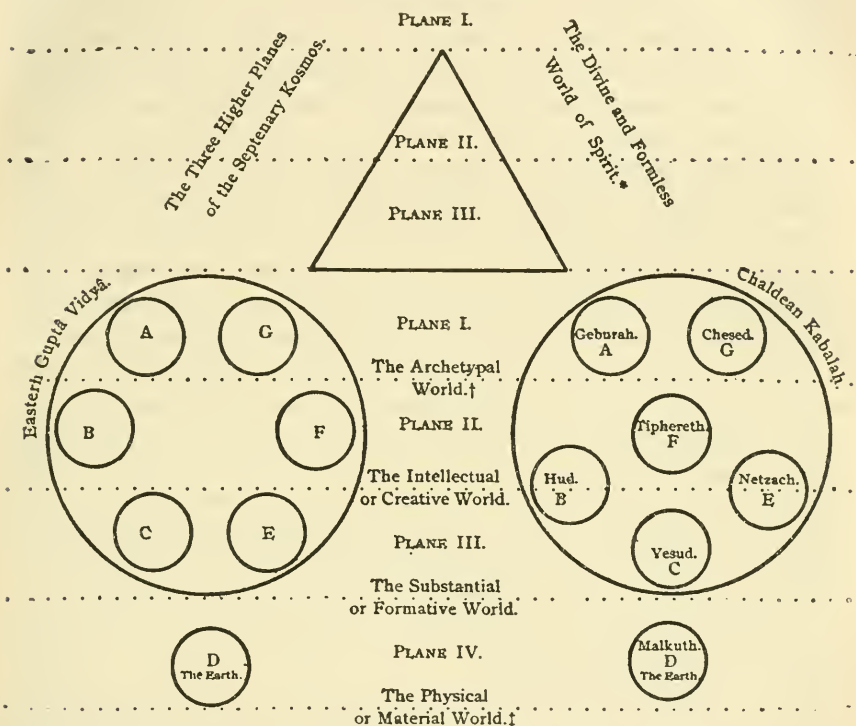 PLANE I.
The Three Higher Planes
of the Septenary Kosmos.
The Divine and Formless
World of Spirit.*
PLANE II.
PLANE III.
Eastern Guptâ Vidyâ.
Chaldean Kabalah.
A
G
PLANE I.
Geburah.
A
Chesed.
G
The Archetypal
World.†
B
F
PLANE II.
Tiphereth.
F
The Intellectual
or Creative World.
Hud.
B
Netzach.
E
C
E
PLANE III.
Yesud.
C
The Substantial
or Formative World.
D
The Earth.
PLANE IV.
Malkuth.
D
The Earth.
The Physical
or Material World.‡